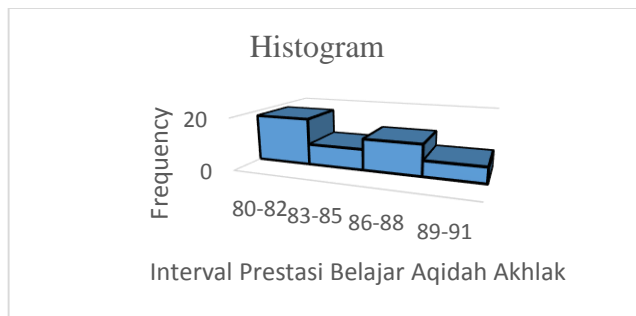 Histogram
20
0
Frequency
80-82
83-85
86-88
89-91
Interval Prestasi Belajar Aqidah Akhlak